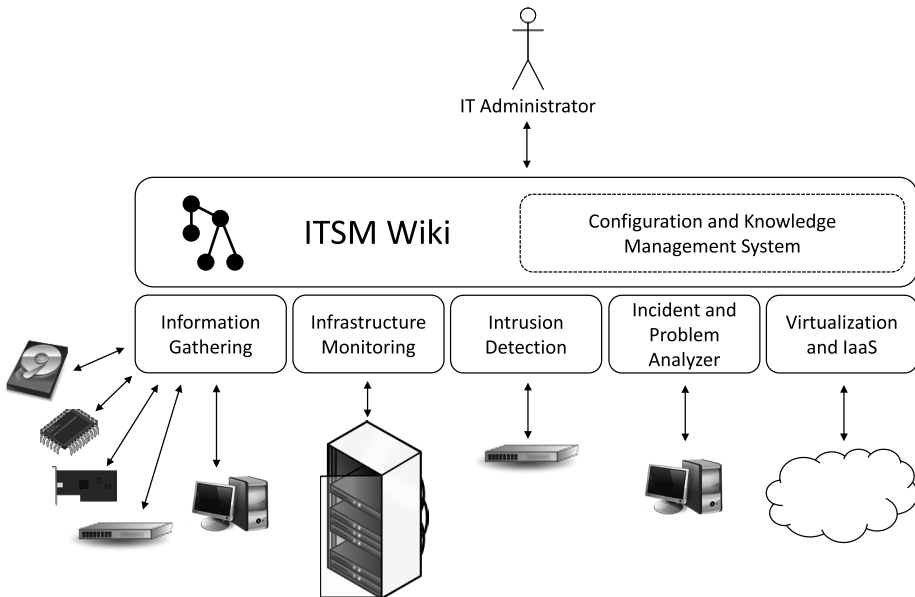 IT Administrator
ITSM Wiki
Configuration and Knowledge
Management System
Information
Gathering
Infrastructure
Monitoring
Intrusion
Detection
Incident and
Problem
Analyzer
Virtualization
and IaaS